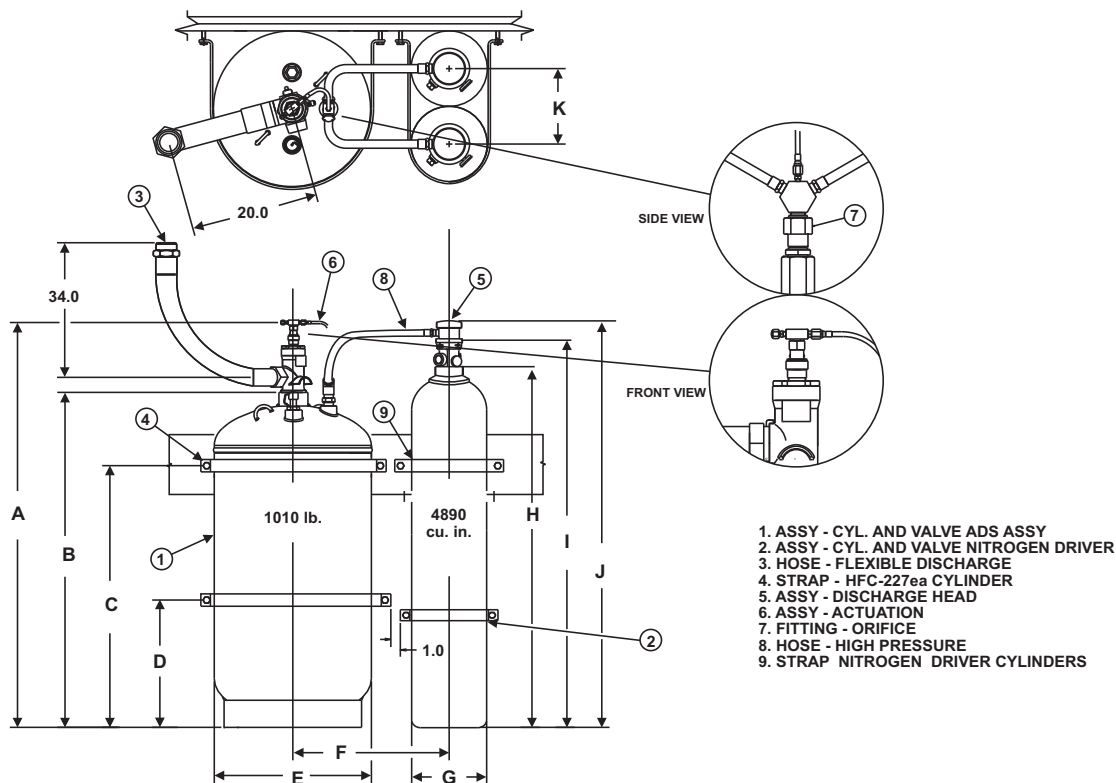 K
20.0
3
SIDE VIEW
7
34.0
6
8
5
FRONT VIEW
4
9
A
B
C
D
1
1010 lb.
4890
cu. in.
H
I
J
1.0
2
F
E
G
1. ASSY - CYL. AND VALVE ADS ASSY
2. ASSY - CYL. AND VALVE NITROGEN DRIVER
3. HOSE - FLEXIBLE DISCHARGE
4. STRAP - HFC-227ea CYLINDER
5. ASSY - DISCHARGE HEAD
6. ASSY - ACTUATION
7. FITTING - ORIFICE
8. HOSE - HIGH PRESSURE
9. STRAP NITROGEN DRIVER CYLINDERS